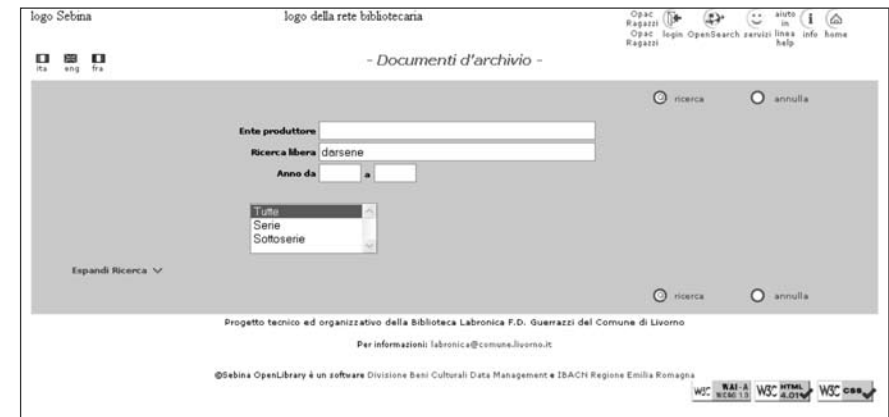 logo Sebina
logo della rete bibliotecaria
Opac Ragazzi
Opac Ragazzi
login
OpenSearch
servizi
aiuto in linea
help
info
home
ita eng fra
- Documenti d'archivio -
ricerca annulla
Ente produttore
Ricerca libera darsene
Anno da a
Tutte
Serie
Sottoserie
Espandi Ricerca
ricerca annulla
Progetto tecnico ed organizzativo della Biblioteca Labronica F.D. Guerrazzi del Comune di Livorno
Per informazioni: labronica@comune.livorno.it
©Sebina OpenLibrary è un software Divisione Beni Culturali Data Management e IBACN Regione Emilia Romagna
W3C WAI-A WCAG 1.0 W3C HTML 4.01 W3C css